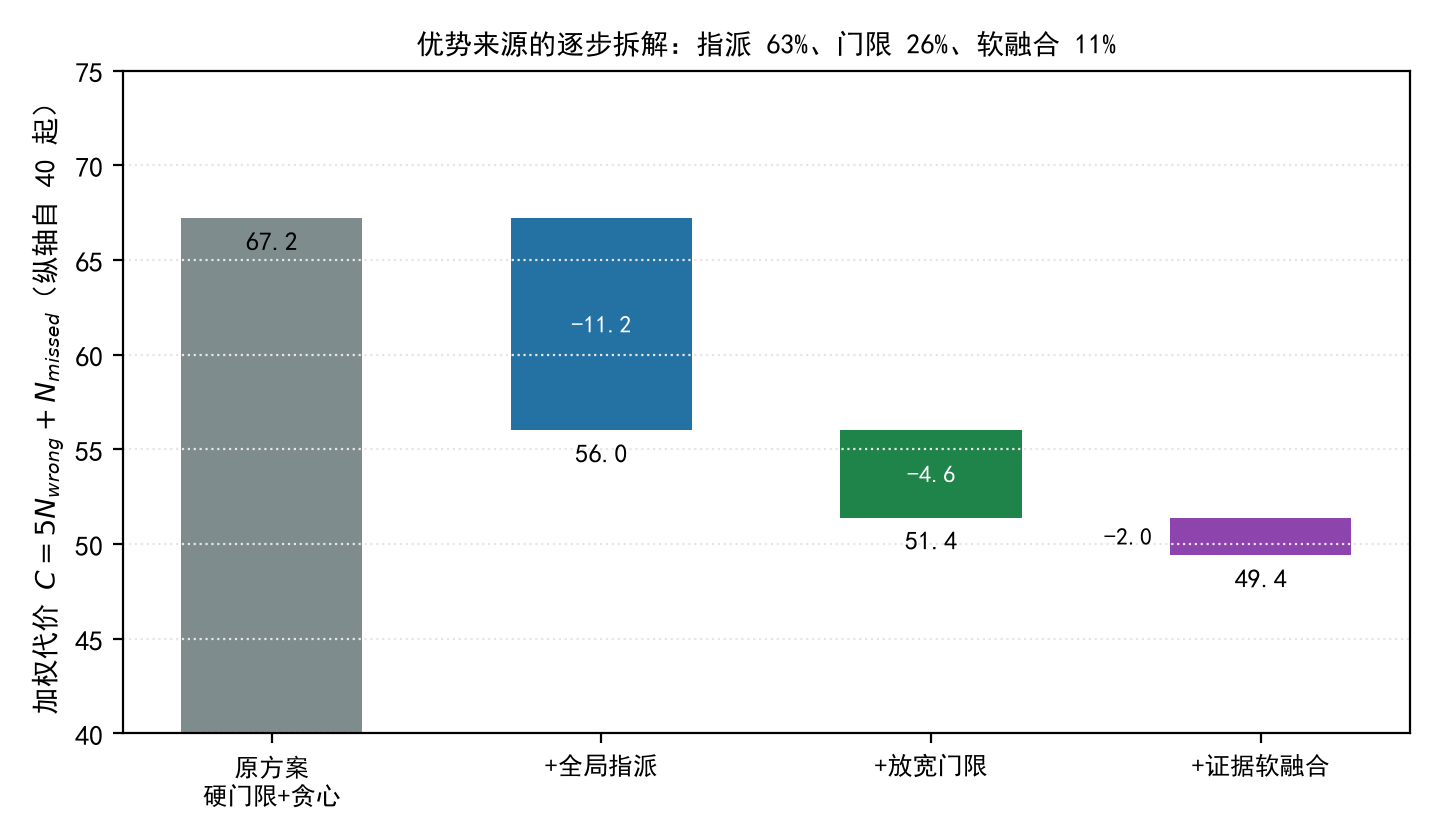 优势来源的逐步拆解：指派 63%、门限 26%、软融合 11%
加权代价 C = 5N_wrong + N_missed（纵轴自 40 起）
75
70
65
60
55
50
45
40
67.2
−11.2
56.0
−4.6
51.4
−2.0
49.4
原方案
硬门限+贪心
+全局指派
+放宽门限
+证据软融合